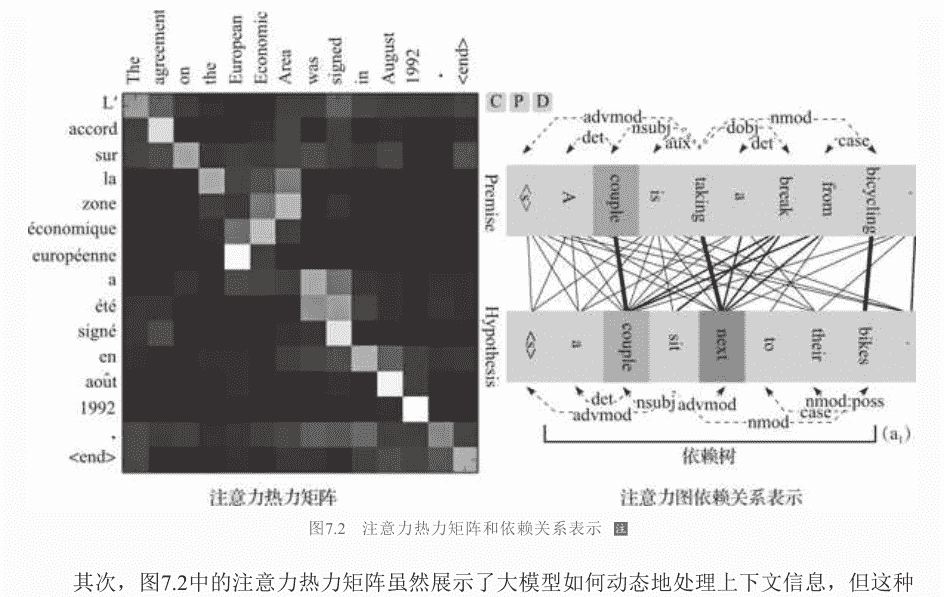 The agreement on the European Economic Area was signed in August 1992 . <end>
L'
accord
sur
la
zone
économique
européenne
a
été
signé
en
août
1992
.
<end>
注意力热力矩阵
C P D
advmod
nmod
nsubj
dobj
det
aux
det
case
Premise
<s> A couple is taking a break from bicycling .
Hypothesis
<s> a couple sit next to their bikes .
det
nsubj
advmod
nmod:poss
advmod
case
nmod
(a₁)
依赖树
注意力图依赖关系表示
图7.2 注意力热力矩阵和依赖关系表示 注
其次，图7.2中的注意力热力矩阵虽然展示了大模型如何动态地处理上下文信息，但这种